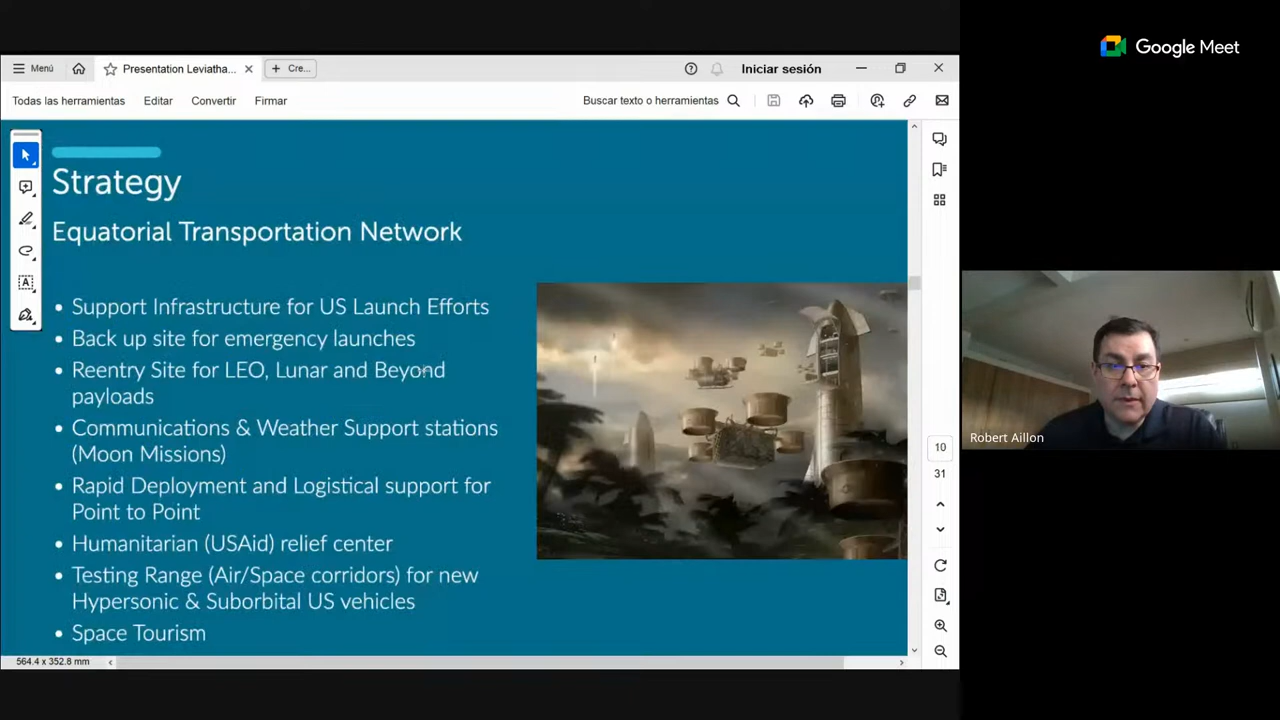 Google Meet
Menú
Presentation Leviatha...
Cre...
Iniciar sesión
Todas las herramientas
Editar
Convertir
Firmar
Buscar texto o herramientas
Strategy
Equatorial Transportation Network
• Support Infrastructure for US Launch Efforts
• Back up site for emergency launches
• Reentry Site for LEO, Lunar and Beyond
payloads
• Communications & Weather Support stations
(Moon Missions)
• Rapid Deployment and Logistical support for
Point to Point
• Humanitarian (USAid) relief center
• Testing Range (Air/Space corridors) for new
Hypersonic & Suborbital US vehicles
• Space Tourism
10
31
564.4 x 352.8 mm
Robert Aillon